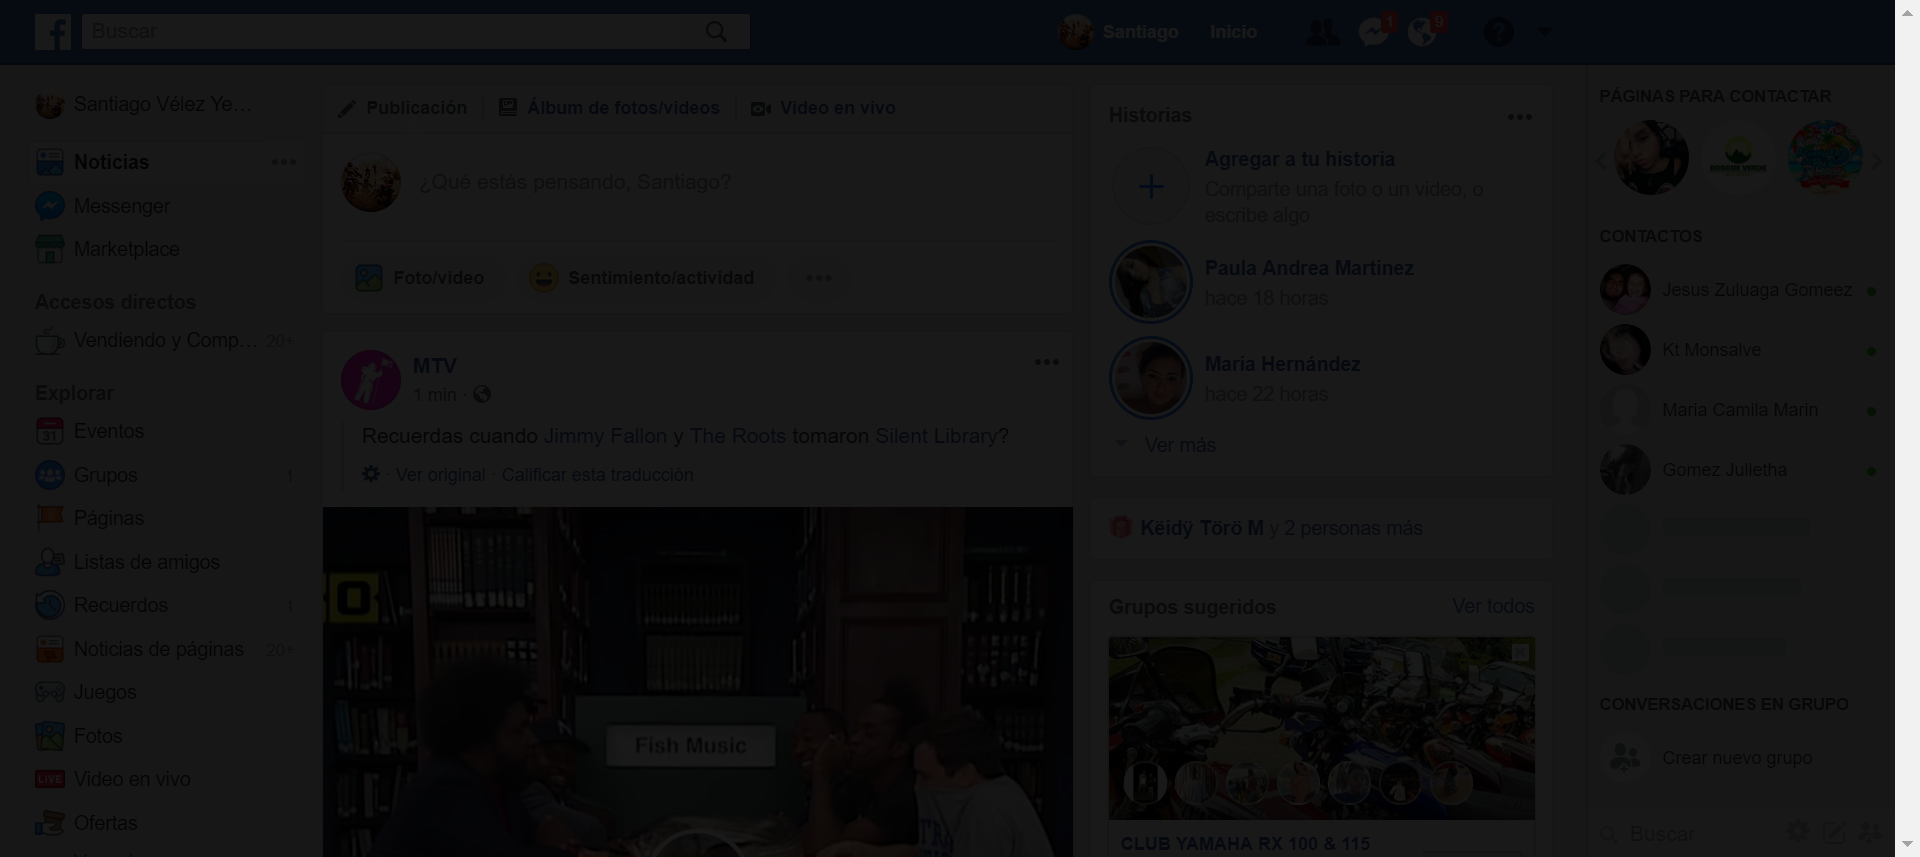 Buscar
Santiago
Inicio
1
9
?
Santiago Vélez Ye...
Noticias
Messenger
Marketplace
Accesos directos
Vendiendo y Comp... 20+
Explorar
31 Eventos
Grupos 1
Páginas
Listas de amigos
Recuerdos 1
Noticias de páginas 20+
Juegos
Fotos
LIVE Video en vivo
Ofertas
Publicación
Álbum de fotos/videos
Video en vivo
¿Qué estás pensando, Santiago?
Foto/video
Sentimiento/actividad
MTV
1 min ·
Recuerdas cuando Jimmy Fallon y The Roots tomaron Silent Library?
· Ver original · Calificar esta traducción
Fish Music
Historias
Agregar a tu historia
Comparte una foto o un video, o
escribe algo
Paula Andrea Martinez
hace 18 horas
Maria Hernández
hace 22 horas
Ver más
Këidÿ Törö M y 2 personas más
Grupos sugeridos
Ver todos
CLUB YAMAHA RX 100 & 115
PÁGINAS PARA CONTACTAR
CONTACTOS
Jesus Zuluaga Gomeez
Kt Monsalve
Maria Camila Marin
Gomez Julietha
CONVERSACIONES EN GRUPO
Crear nuevo grupo
Buscar